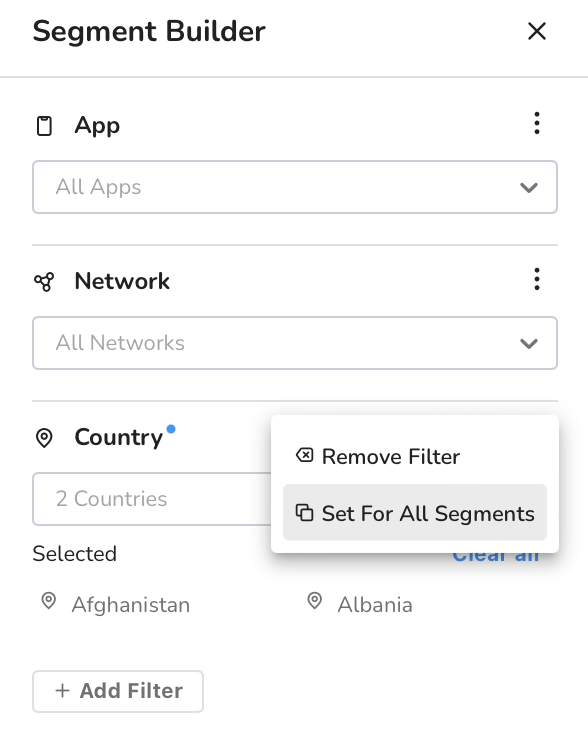 Segment Builder
App
All Apps
Network
All Networks
Country
Remove Filter
2 Countries
Set For All Segments
Selected
Clear all
Afghanistan
Albania
+ Add Filter